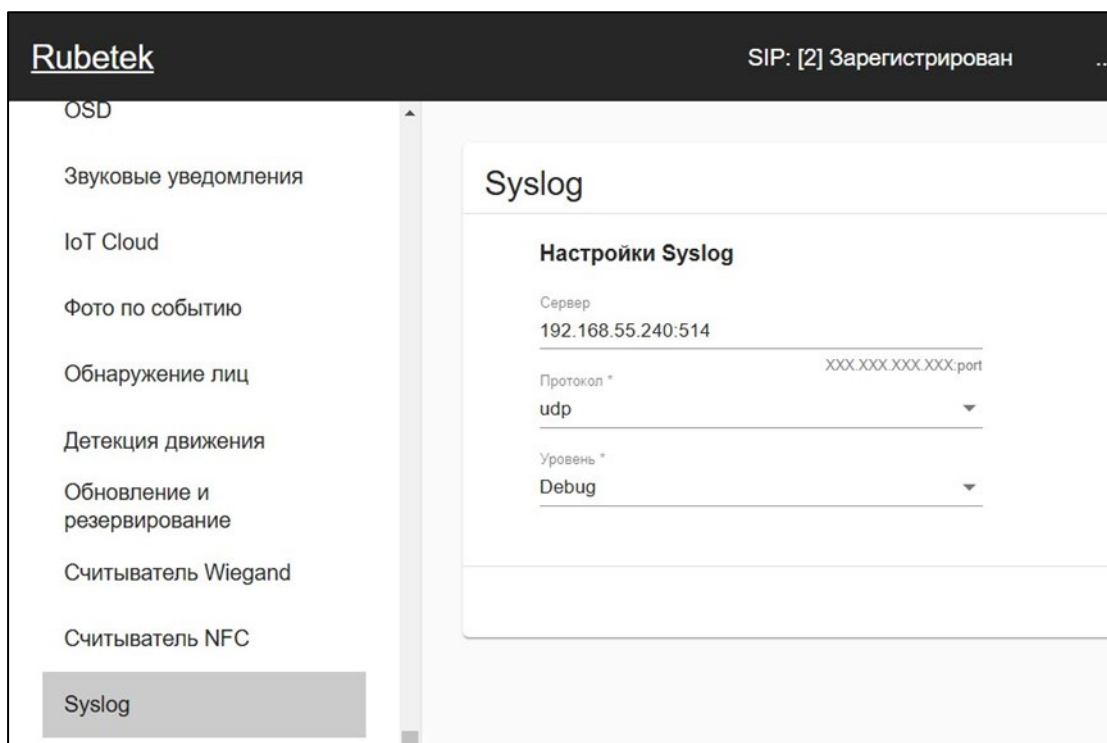 Rubetek
SIP: [2] Зарегистрирован
..
OSD
Звуковые уведомления
IoT Cloud
Фото по событию
Обнаружение лиц
Детекция движения
Обновление и
резервирование
Считыватель Wiegand
Считыватель NFC
Syslog
Syslog
Настройки Syslog
Сервер
192.168.55.240:514
XXX.XXX.XXX.XXX:port
Протокол *
udp
Уровень *
Debug